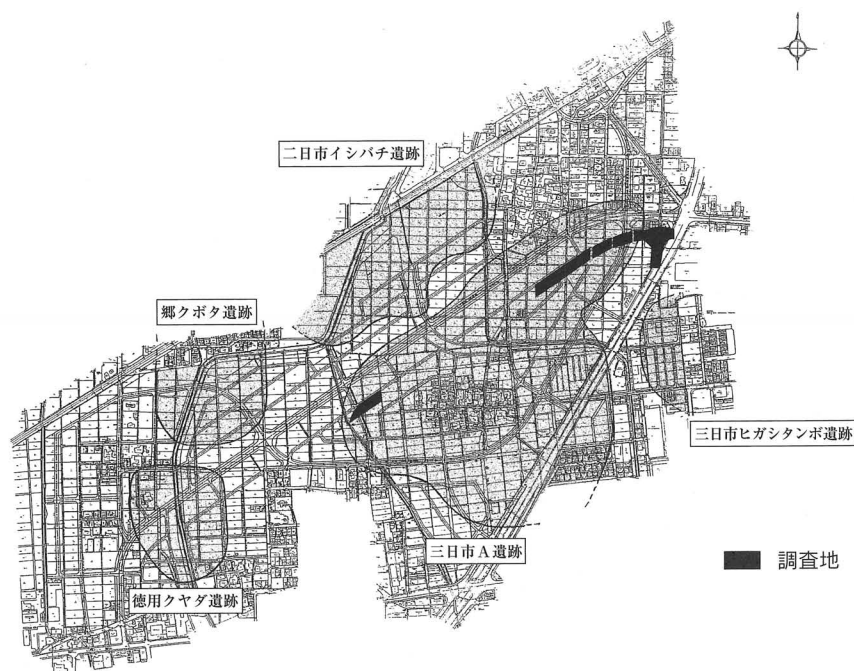 二日市イシバチ遺跡
郷クボタ遺跡
三日市ヒガシタンボ遺跡
三日市A遺跡
調査地
徳用クヤダ遺跡